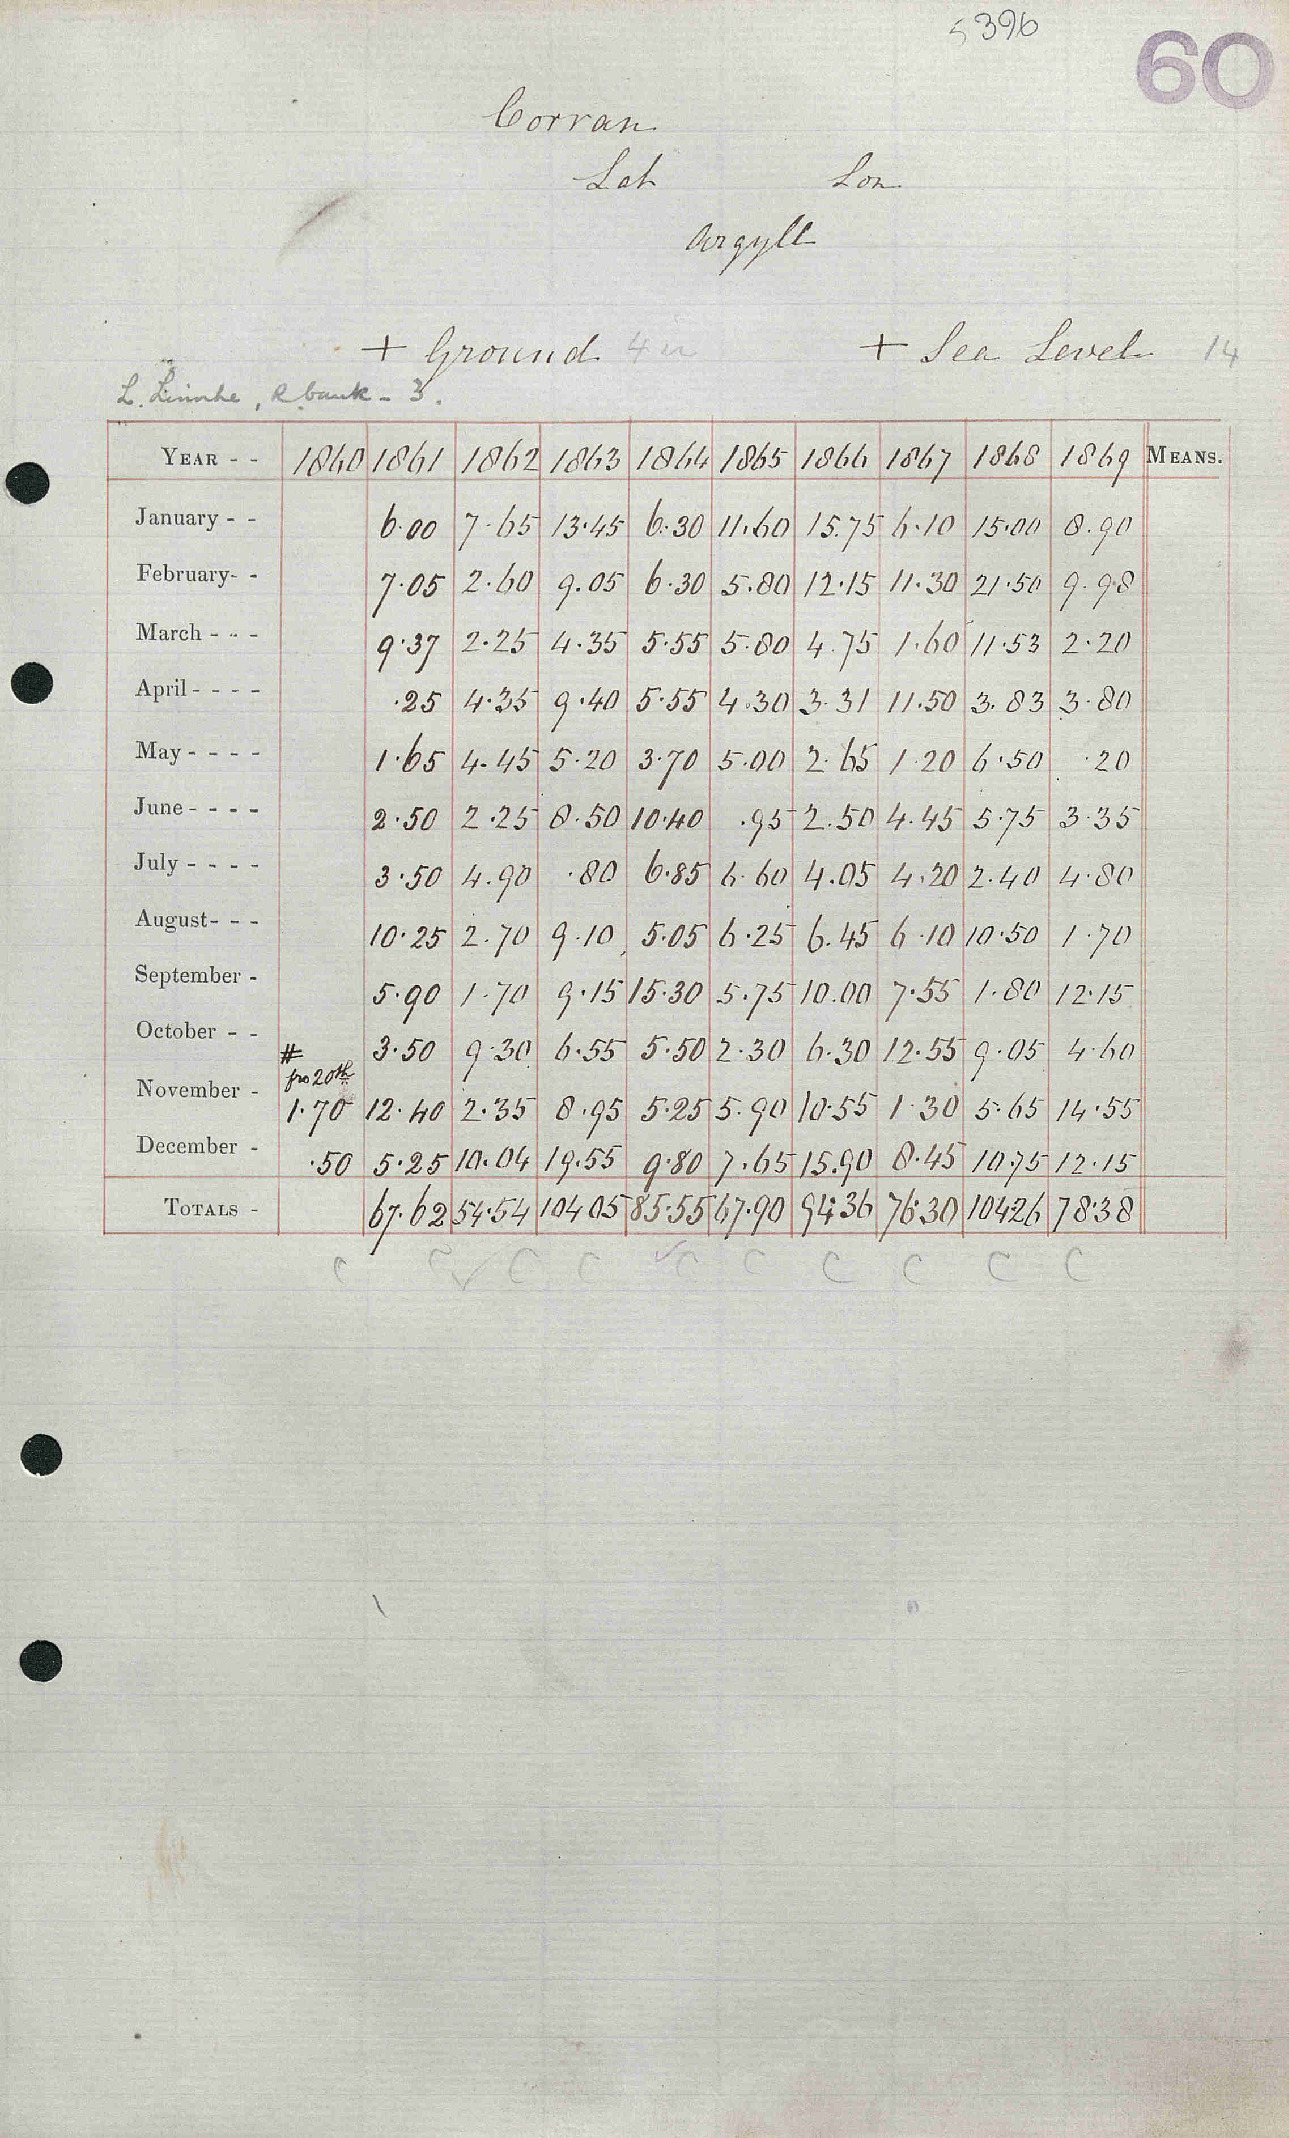 5396
60
Corran
Lat Lon
Argyll
+ Ground 4 in + Sea Level 14
L. Linnhe, R bank - 3.
YEAR - - 1860 1861 1862 1863 1864 1865 1866 1867 1868 1869 MEANS.
January - - 6.00 7.65 13.45 6.30 11.60 15.75 6.10 15.00 8.90
February- - 7.05 2.60 9.05 6.30 5.80 12.15 11.30 21.50 9.98
March - - - 9.37 2.25 4.35 5.55 5.80 4.75 1.60 11.53 2.20
April - - - - .25 4.35 9.40 5.55 4.30 3.31 11.50 3.83 3.80
May - - - - 1.65 4.45 5.20 3.70 5.00 2.65 1.20 6.50 .20
June - - - - 2.50 2.25 8.50 10.40 .95 2.50 4.45 5.75 3.35
July - - - - 3.50 4.90 .80 6.85 6.60 4.05 4.20 2.40 4.80
August- - - 10.25 2.70 9.10 5.05 6.25 6.45 6.10 10.50 1.70
September - 5.90 1.70 9.15 15.30 5.75 10.00 7.55 1.80 12.15
October - - # 3.50 9.30 6.55 5.50 2.30 6.30 12.55 9.05 4.60
fro 20th
November - 1.70 12.40 2.35 8.95 5.25 5.90 10.55 1.30 5.65 14.55
December - .50 5.25 10.04 19.55 9.80 7.65 15.90 8.45 10.75 12.15
TOTALS - 67.62 54.54 104.05 85.55 67.90 94.36 76.30 104.26 78.38
C C C C C C C C C C